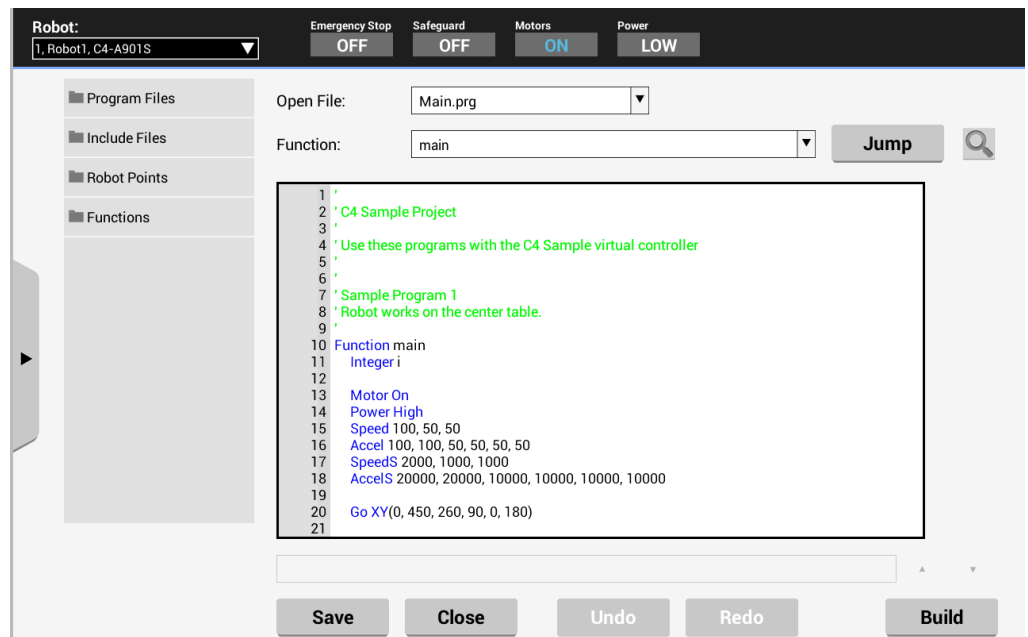 Robot:
1, Robot1, C4-A901S
Emergency Stop
OFF
Safeguard
OFF
Motors
ON
Power
LOW
Program Files
Include Files
Robot Points
Functions
Open File:
Main.prg
Function:
main
Jump
1 '
2 ' C4 Sample Project
3 '
4 ' Use these programs with the C4 Sample virtual controller
5 '
6 '
7 ' Sample Program 1
8 ' Robot works on the center table.
9 '
10 Function main
11 Integer i
12
13 Motor On
14 Power High
15 Speed 100, 50, 50
16 Accel 100, 100, 50, 50, 50, 50
17 SpeedS 2000, 1000, 1000
18 AccelS 20000, 20000, 10000, 10000, 10000, 10000
19
20 Go XY(0, 450, 260, 90, 0, 180)
21
Save
Close
Undo
Redo
Build